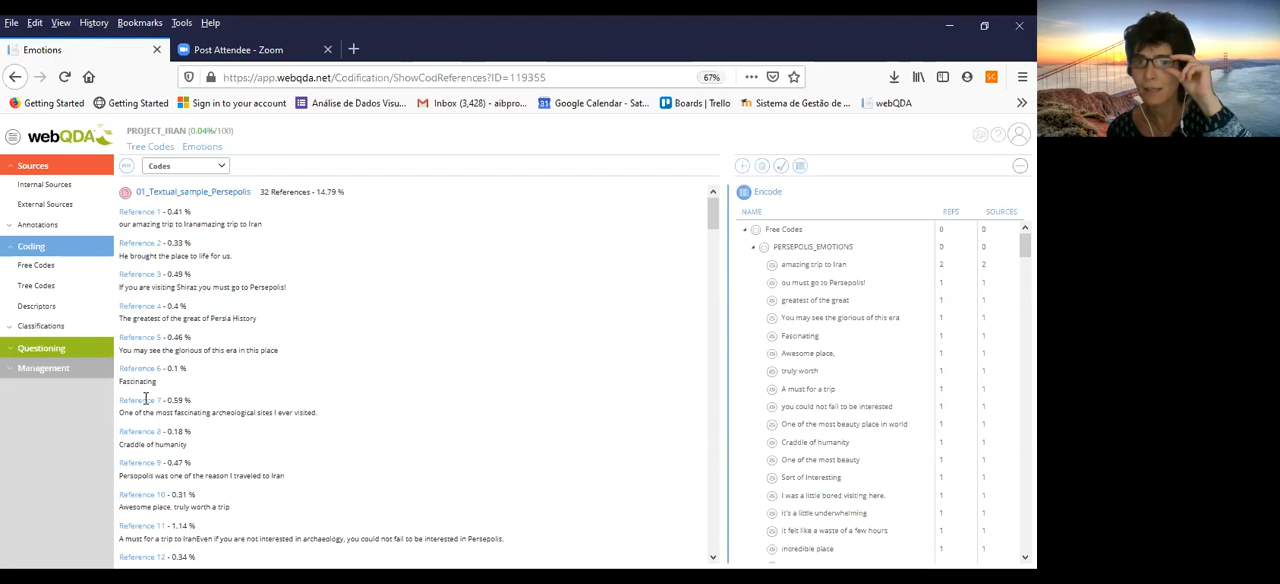 File Edit View History Bookmarks Tools Help
Emotions
Post Attendee - Zoom
https://app.webqda.net/Codification/ShowCodReferences?ID=119355
67%
Getting Started Getting Started Sign in to your account Análise de Dados Visu... Inbox (3,428) - aibpro... Google Calendar - Sat... Boards | Trello Sistema de Gestão de ... webQDA
webQDA
PROJECT_IRAN (0.04%/100)
Tree Codes Emotions
Sources
Internal Sources
External Sources
Annotations
Coding
Free Codes
Tree Codes
Descriptors
Classifications
Questioning
Management
Codes
01_Textual_sample_Persepolis 32 References - 14.79 %
Reference 1 - 0.41 %
our amazing trip to Iranamazing trip to Iran
Reference 2 - 0.33 %
He brought the place to life for us.
Reference 3 - 0.49 %
If you are visiting Shiraz you must go to Persepolis!
Reference 4 - 0.4 %
The greatest of the great of Persia History
Reference 5 - 0.46 %
You may see the glorious of this era in this place
Reference 6 - 0.1 %
Fascinating
Reference 7 - 0.59 %
One of the most fascinating archeological sites I ever visited.
Reference 8 - 0.18 %
Craddle of humanity
Reference 9 - 0.47 %
Persopolis was one of the reason I traveled to Iran
Reference 10 - 0.31 %
Awesome place, truly worth a trip
Reference 11 - 1.14 %
A must for a trip to IranEven if you are not interested in archaeology, you could not fail to be interested in Persepolis.
Reference 12 - 0.34 %
Encode
NAME REFS' SOURCES
Free Codes 0 0
PERSEPOLIS_EMOTIONS 0 0
amazing trip to Iran 2 2
ou must go to Persepolis! 1 1
greatest of the great 1 1
You may see the glorious of this era 1 1
Fascinating 1 1
Awesome place, 1 1
truly worth 1 1
A must for a trip 1 1
you could not fail to be interested 1 1
One of the most beauty place in world 1 1
Craddle of humanity 1 1
One of the most beauty 1 1
Sort of Interesting 1 1
I was a little bored visiting here. 1 1
it's a little underwhelming 1 1
it felt like a waste of a few hours 1 1
incredible place 1 1